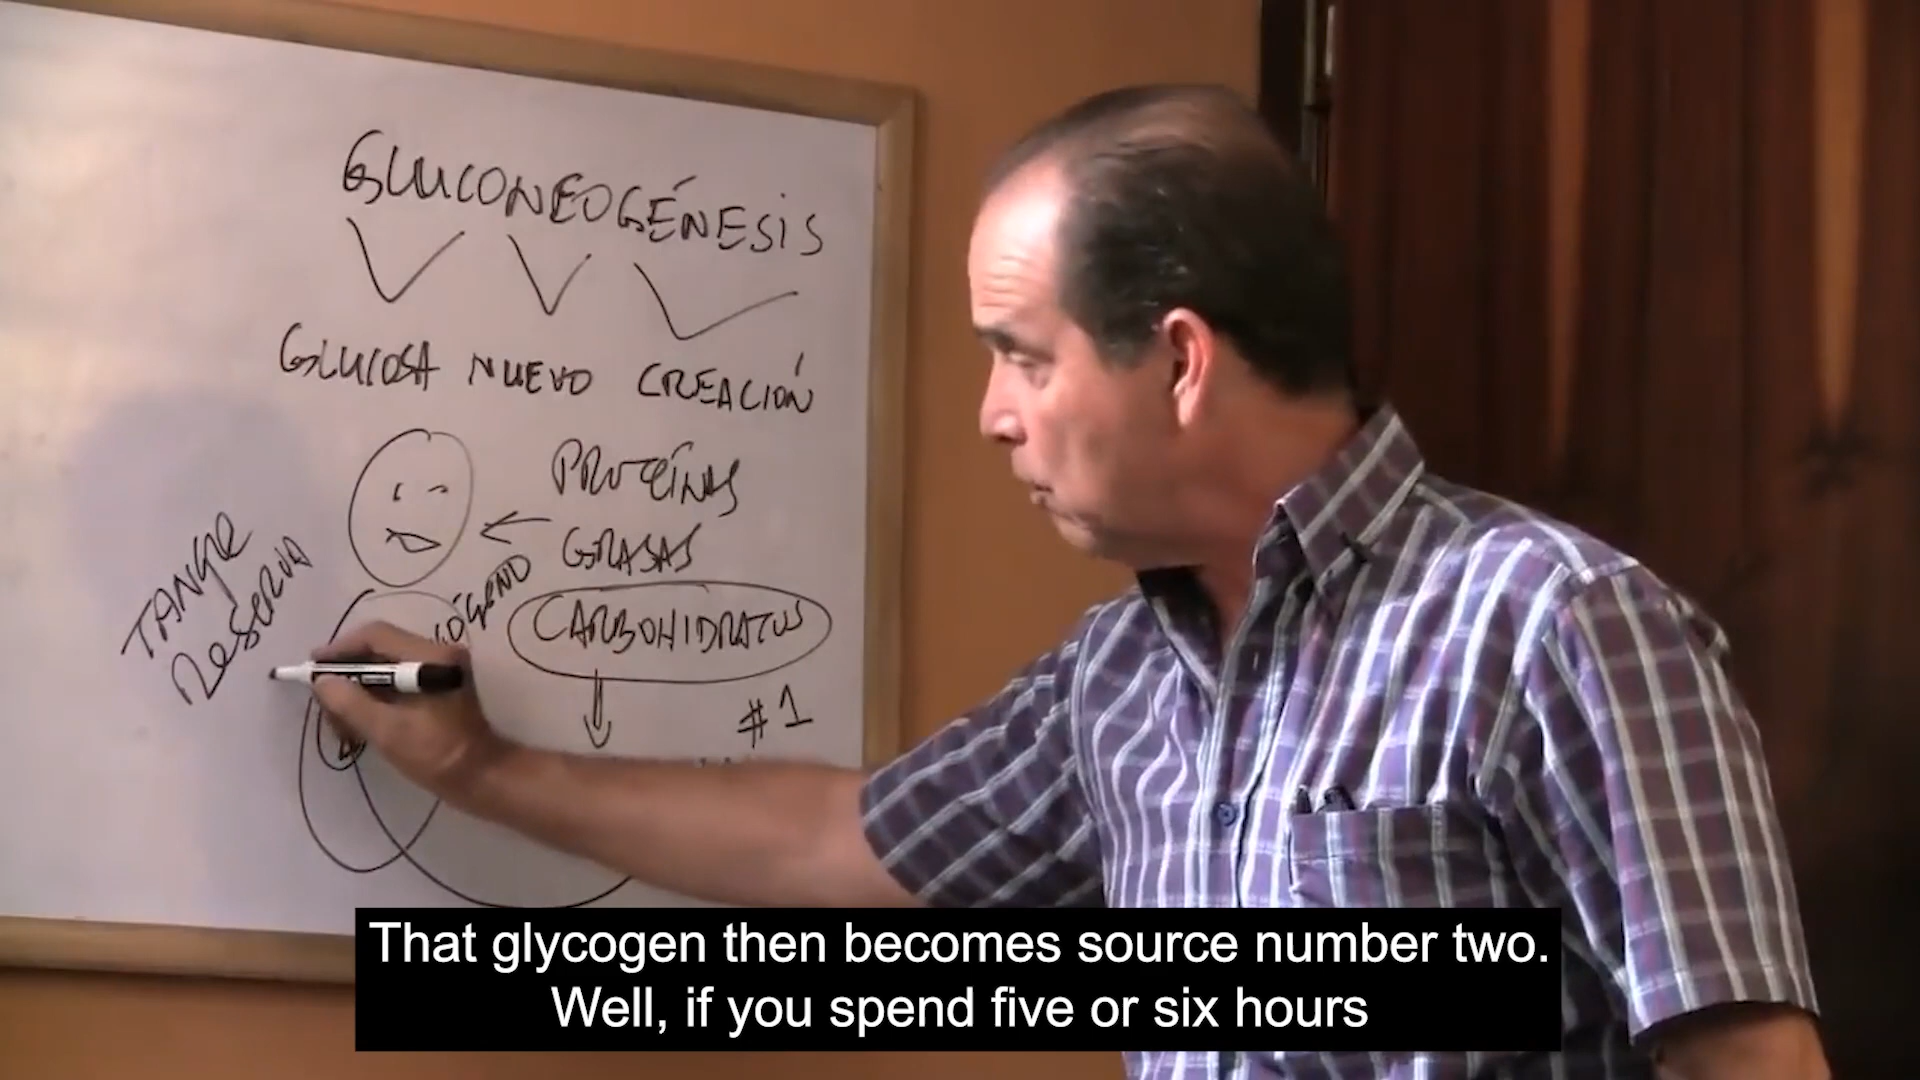 GLUCONEOGÉNESIS
GLUCOSA NUEVO CREACIÓN
PROTEÍNAS
GRASAS
CARBOHIDRATOS
#1
TANQUE
RESERVA
That glycogen then becomes source number two.
Well, if you spend five or six hours